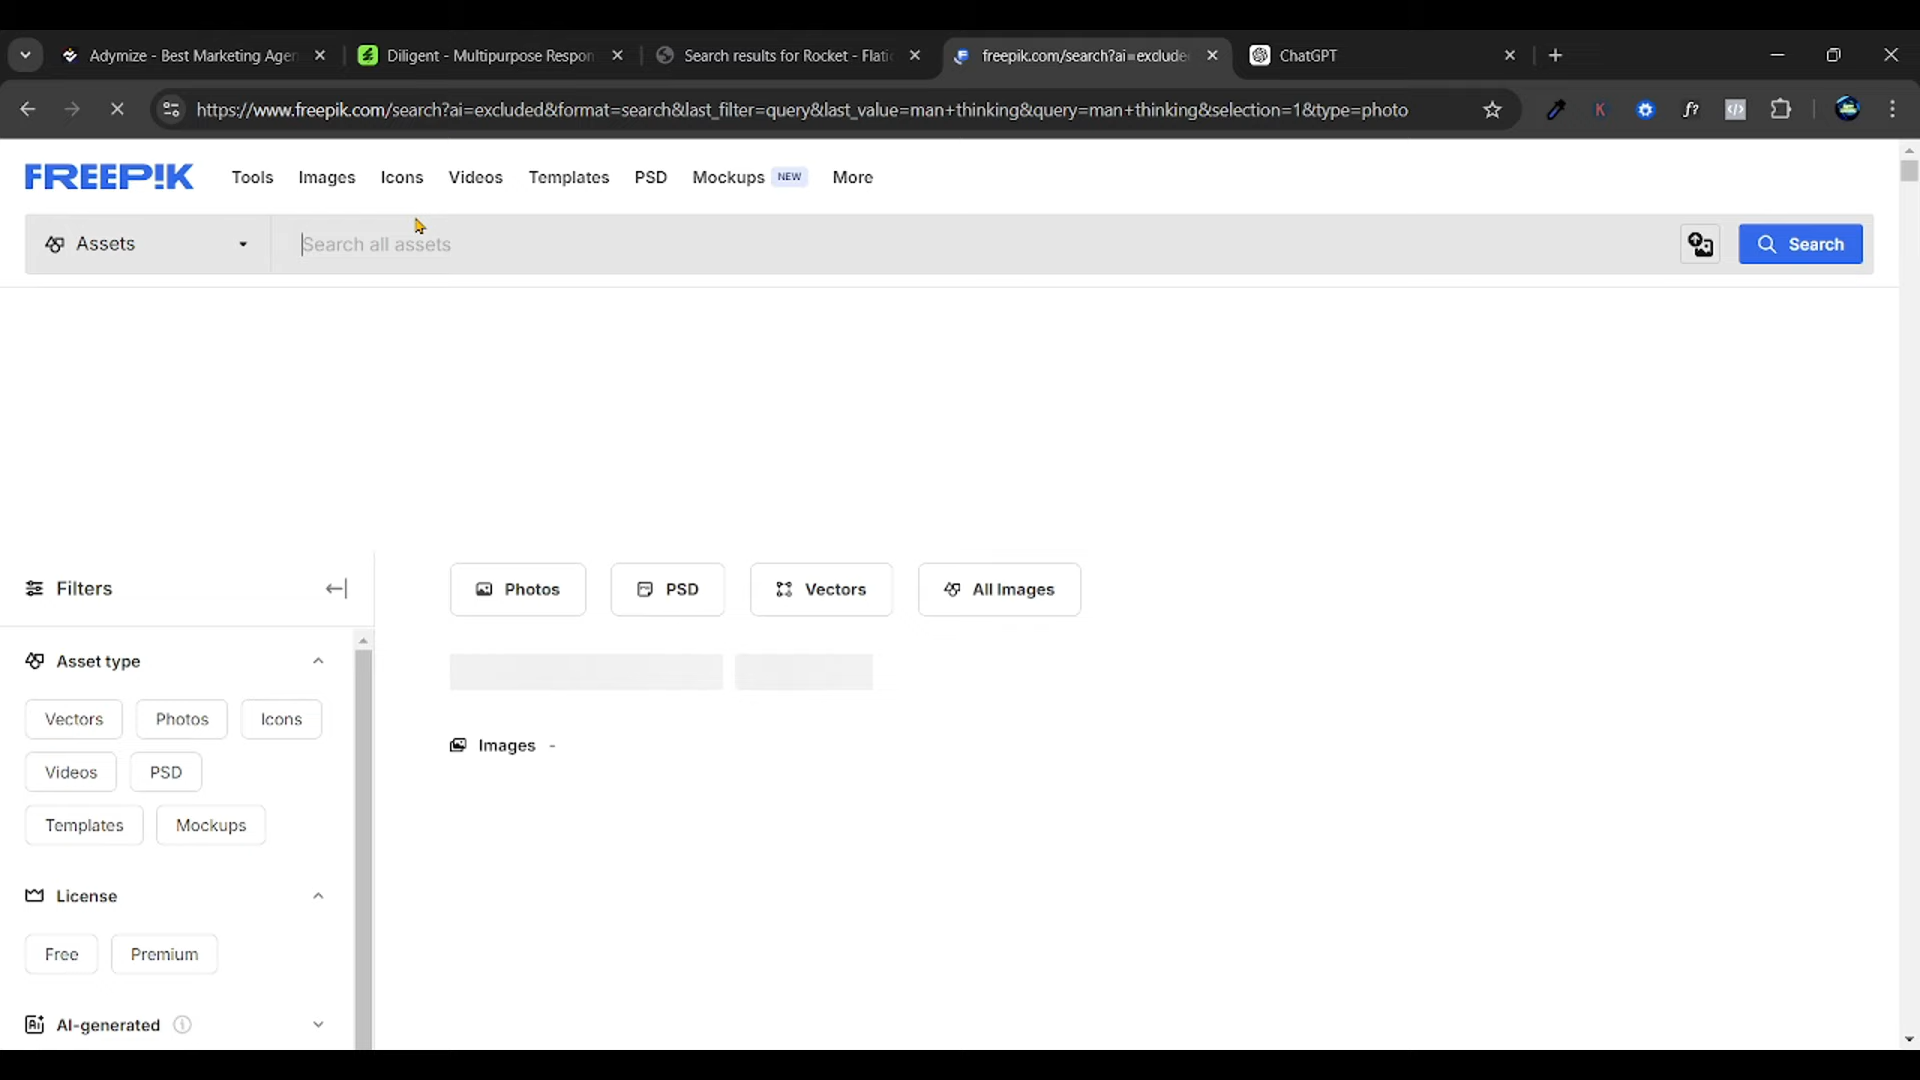 Adymize - Best Marketing Agen
Diligent - Multipurpose Respon
Search results for Rocket - Flati
freepik.com/search?ai=exclude
ChatGPT
https://www.freepik.com/search?ai=excluded&format=search&last_filter=query&last_value=man+thinking&query=man+thinking&selection=1&type=photo
FREEP!K
Tools
Images
Icons
Videos
Templates
PSD
Mockups NEW
More
Assets
Search all assets
Search
Filters
Photos
PSD
Vectors
All Images
Asset type
Vectors
Photos
Icons
Videos
PSD
Templates
Mockups
Images -
License
Free
Premium
AI-generated